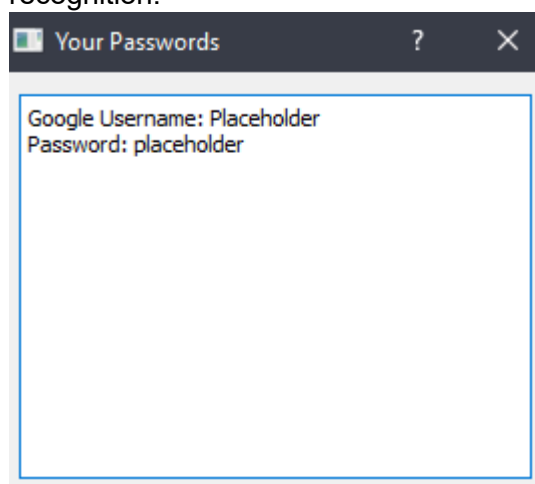 recognition.
Your Passwords ? ×
Google Username: Placeholder
Password: placeholder